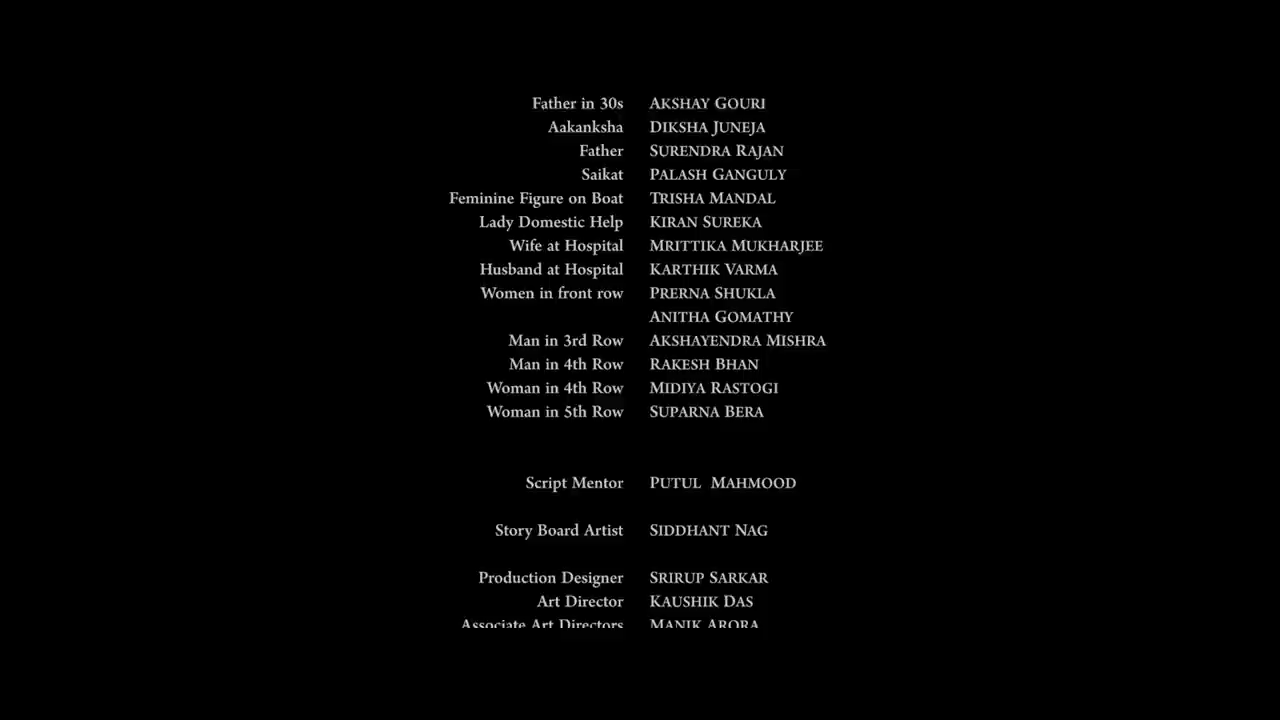 Father in 30s AKSHAY GOURI
Aakanksha DIKSHA JUNEJA
Father SURENDRA RAJAN
Saikat PALASH GANGULY
Feminine Figure on Boat TRISHA MANDAL
Lady Domestic Help KIRAN SUREKA
Wife at Hospital MRITTIKA MUKHARJEE
Husband at Hospital KARTHIK VARMA
Women in front row PRERNA SHUKLA
ANITHA GOMATHY
Man in 3rd Row AKSHAYENDRA MISHRA
Man in 4th Row RAKESH BHAN
Woman in 4th Row MIDIYA RASTOGI
Woman in 5th Row SUPARNA BERA
Script Mentor PUTUL MAHMOOD
Story Board Artist SIDDHANT NAG
Production Designer SRIRUP SARKAR
Art Director KAUSHIK DAS
Associate Art Directors MANIK ARORA